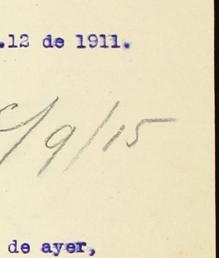 .12 de 1911.
/9/15
de ayer,